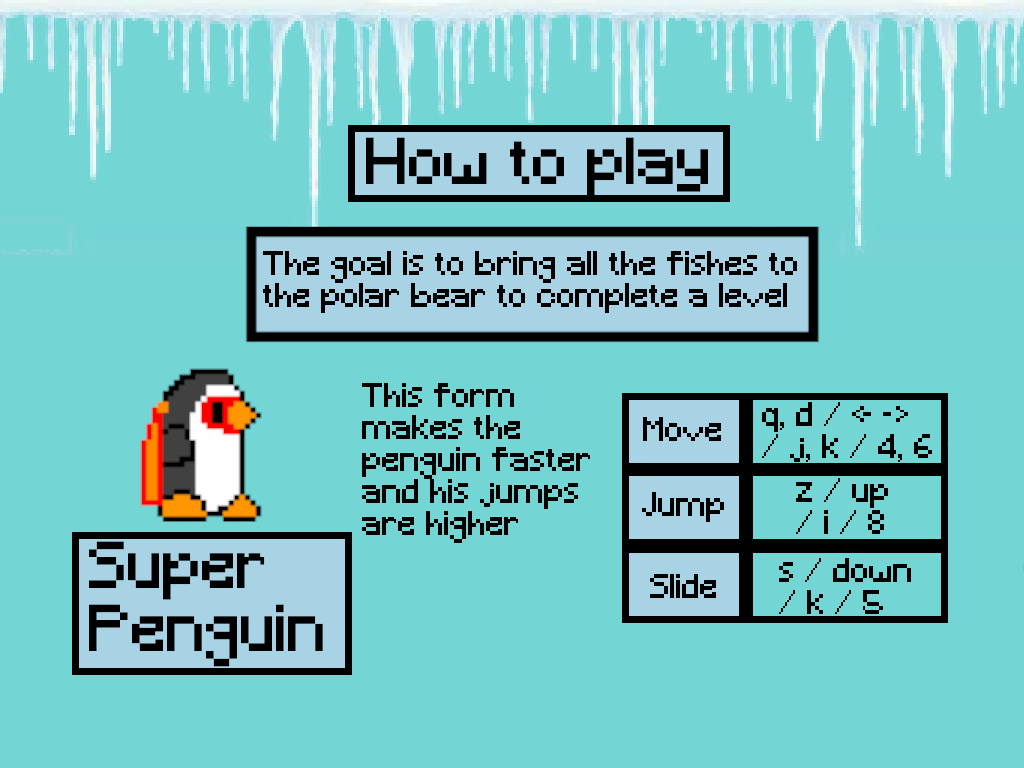 How to play
The goal is to bring all the fishes to
the polar bear to complete a level
This form
makes the
penguin faster
and his jumps
are higher
Super
Penguin
Move
q, d / <- ->
/ j, k / 4, 6
Jump
z / up
/ i / 8
Slide
s / down
/ k / 5